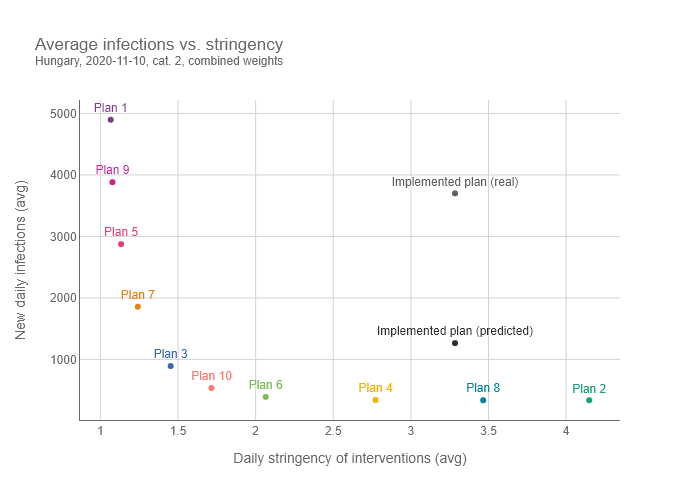 Average infections vs. stringency
Hungary, 2020-11-10, cat. 2, combined weights
New daily infections (avg)
5000
4000
3000
2000
1000
Plan 1
Plan 9
Implemented plan (real)
Plan 5
Plan 7
Implemented plan (predicted)
Plan 3
Plan 10
Plan 6
Plan 4
Plan 8
Plan 2
1
1.5
2
2.5
3
3.5
4
Daily stringency of interventions (avg)